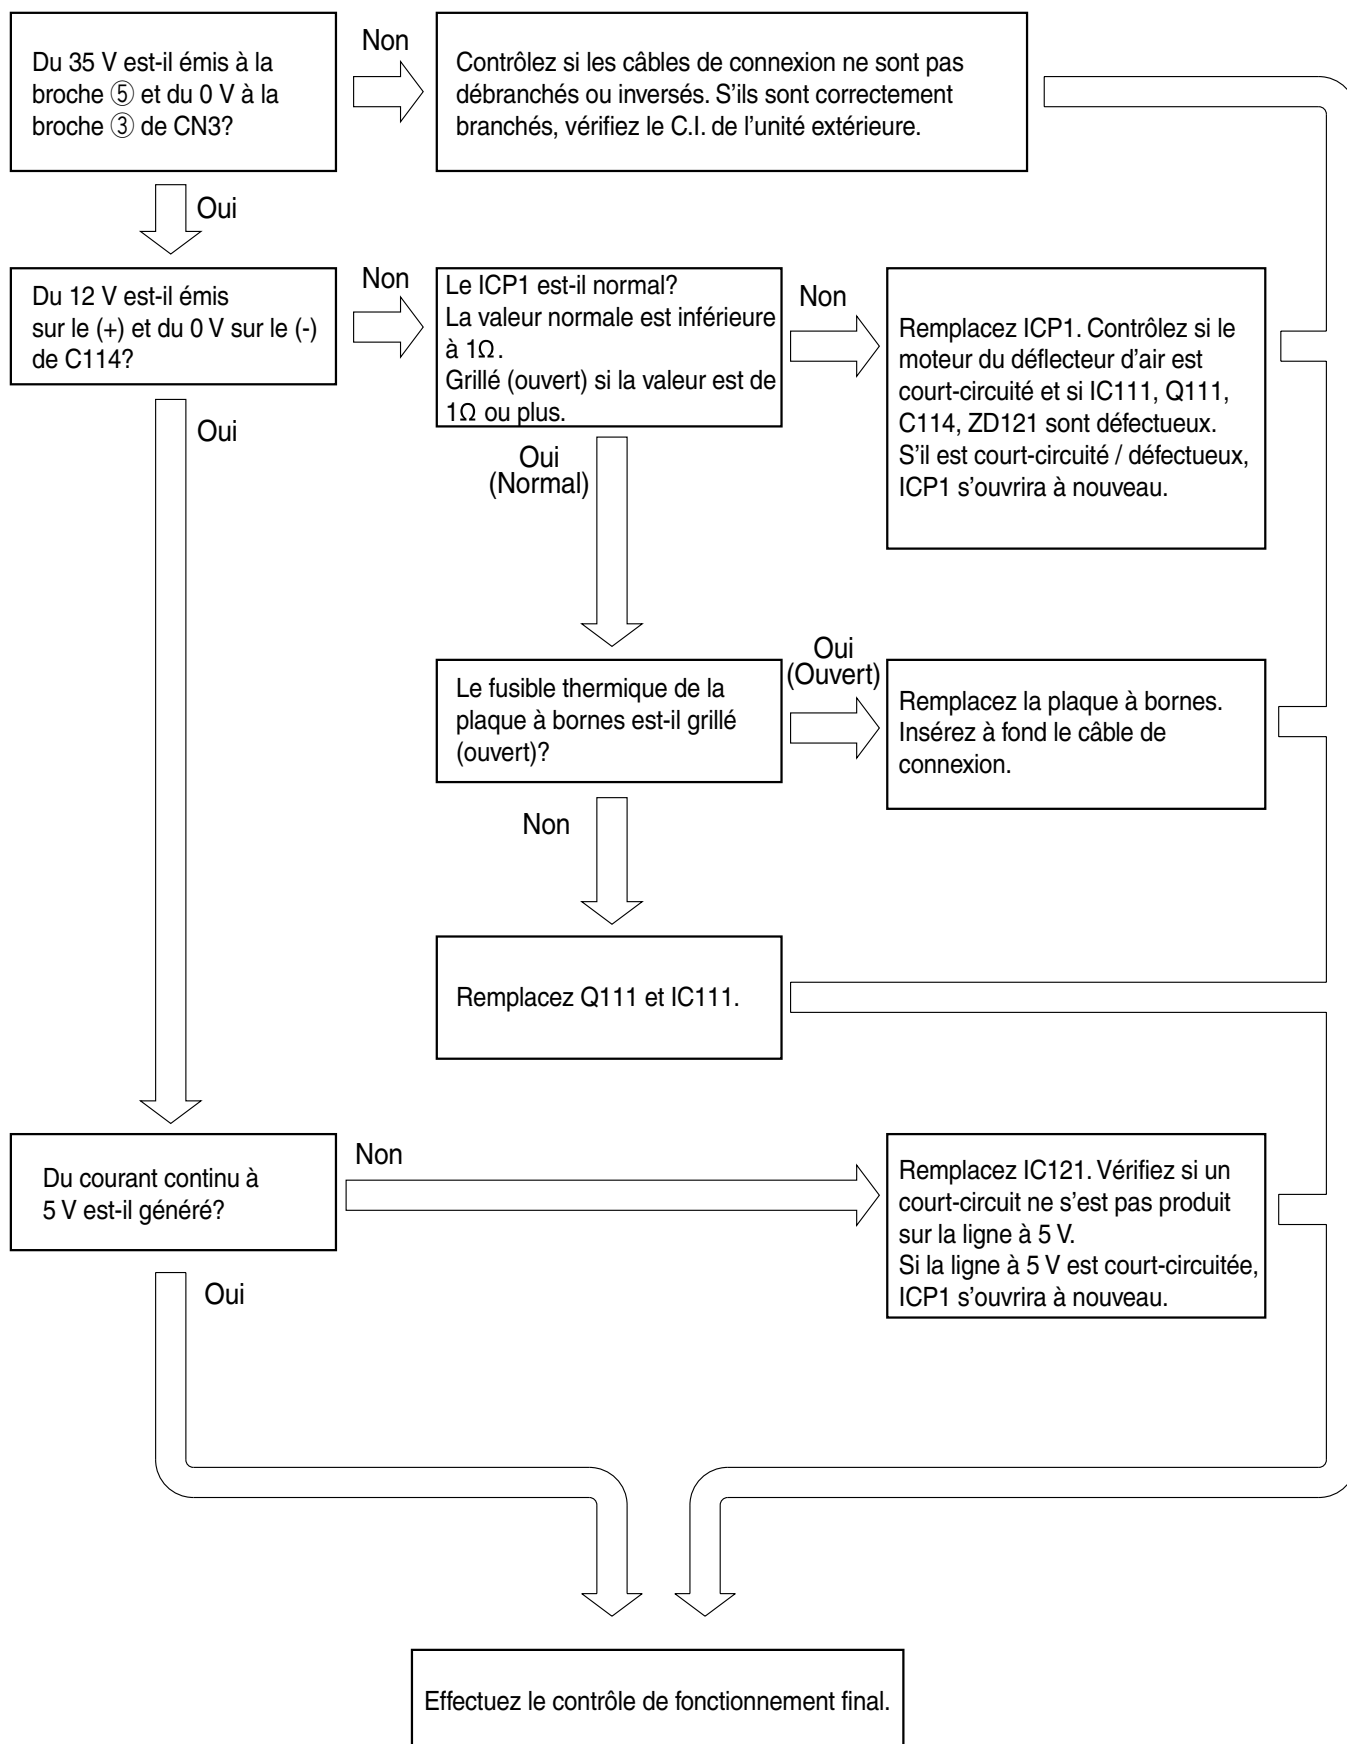 Du 35 V est-il émis à la
broche ⑤ et du 0 V à la
broche ③ de CN3?
Non
Contrôlez si les câbles de connexion ne sont pas
débranchés ou inversés. S'ils sont correctement
branchés, vérifiez le C.I. de l'unité extérieure.
Oui
Du 12 V est-il émis
sur le (+) et du 0 V sur le (-)
de C114?
Non
Le ICP1 est-il normal?
La valeur normale est inférieure
à 1Ω.
Grillé (ouvert) si la valeur est de
1Ω ou plus.
Non
Remplacez ICP1. Contrôlez si le
moteur du déflecteur d'air est
court-circuité et si IC111, Q111,
C114, ZD121 sont défectueux.
S'il est court-circuité / défectueux,
ICP1 s'ouvrira à nouveau.
Oui
Oui
(Normal)
Le fusible thermique de la
plaque à bornes est-il grillé
(ouvert)?
Oui
(Ouvert)
Remplacez la plaque à bornes.
Insérez à fond le câble de
connexion.
Non
Remplacez Q111 et IC111.
Du courant continu à
5 V est-il généré?
Non
Remplacez IC121. Vérifiez si un
court-circuit ne s'est pas produit
sur la ligne à 5 V.
Si la ligne à 5 V est court-circuitée,
ICP1 s'ouvrira à nouveau.
Oui
Effectuez le contrôle de fonctionnement final.